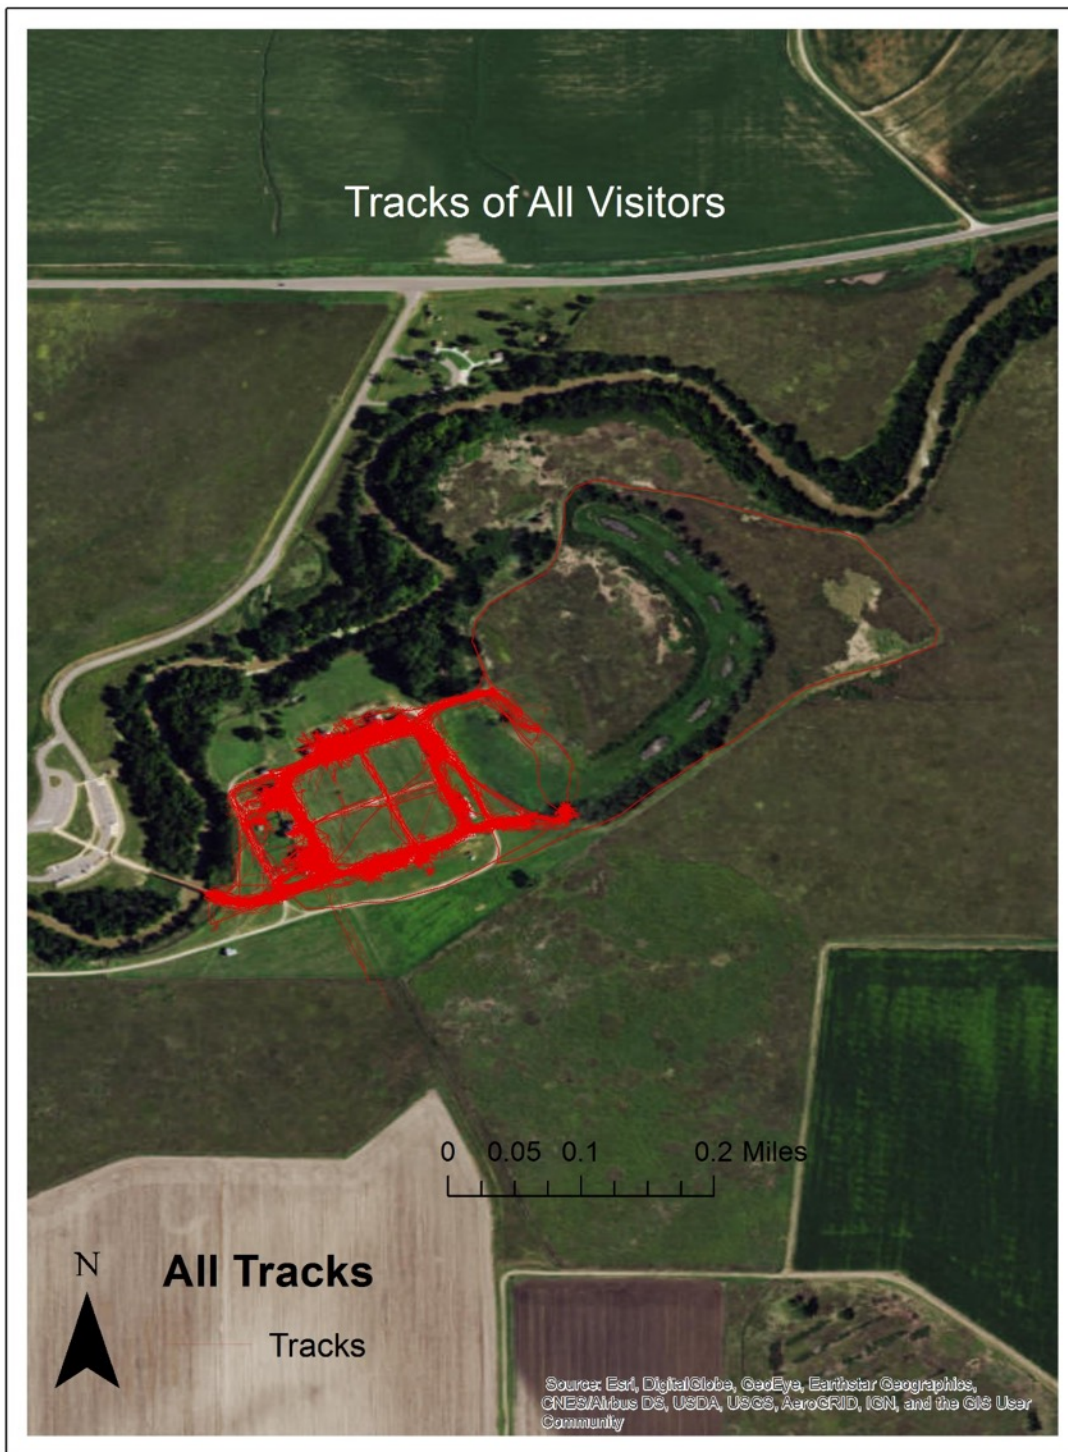 Tracks of All Visitors
0 0.05 0.1 0.2 Miles
N
All Tracks
Tracks
Source: Esri, DigitalGlobe, GeoEye, Earthstar Geographics,
CNES/Airbus DS, USDA, USGS, AeroGRID, IGN, and the GIS User
Community